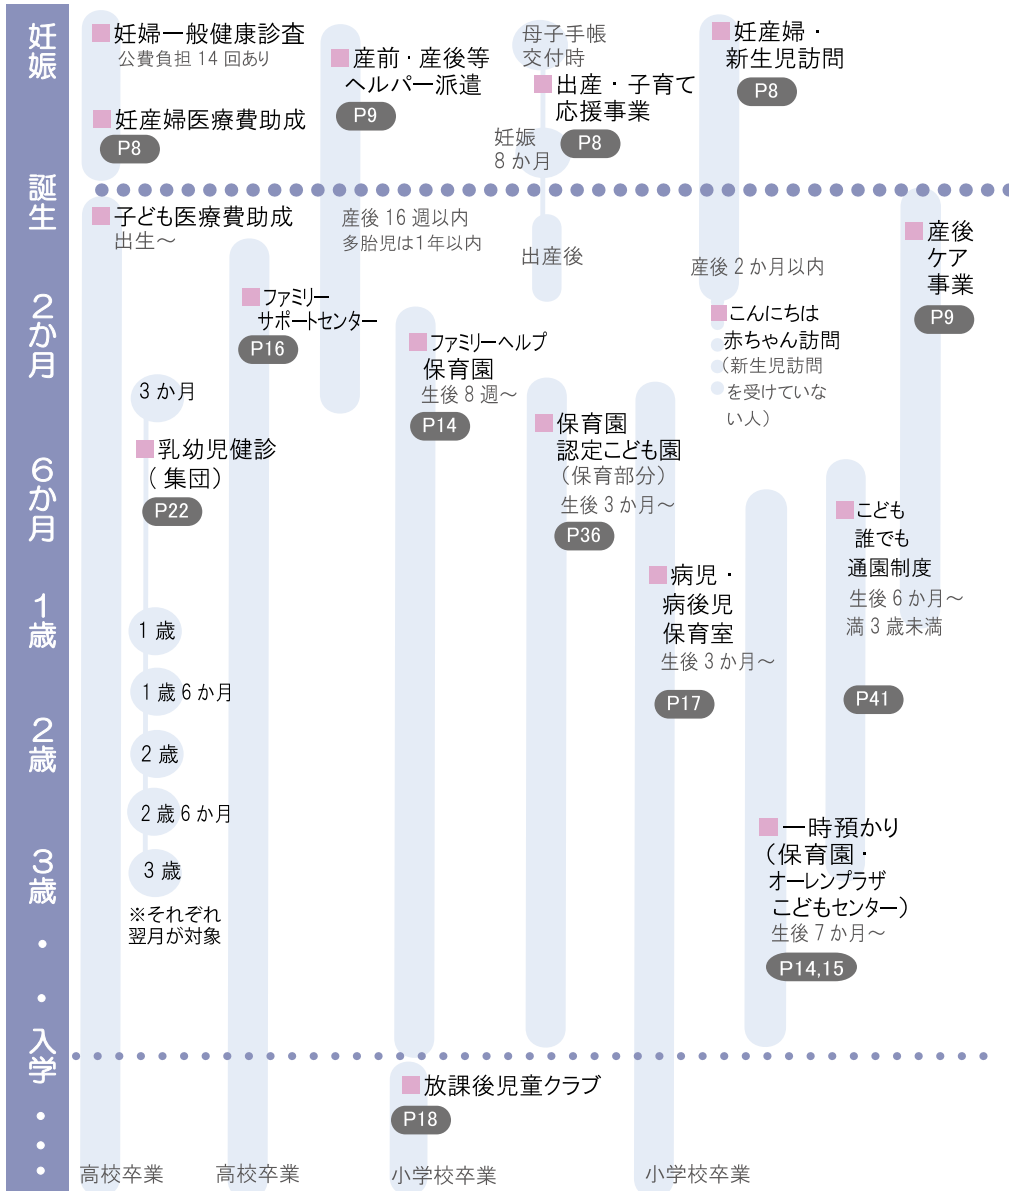 妊娠
誕生
2か月
6か月
1歳
2歳
3歳
・
・
入学
・
・
・
妊婦一般健康診査
公費負担 14 回あり
妊産婦医療費助成
P8
子ども医療費助成
出生~
高校卒業
3 か月
乳幼児健診
(集団)
P22
1 歳
1 歳 6 か月
2 歳
2 歳 6 か月
3 歳
※それぞれ
翌月が対象
ファミリー
サポートセンター
P16
高校卒業
産前・産後等
ヘルパー派遣
P9
産後 16 週以内
多胎児は1年以内
ファミリーヘルプ
保育園
生後 8 週~
P14
放課後児童クラブ
P18
小学校卒業
母子手帳
交付時
出産・子育て
応援事業
P8
妊娠
8 か月
出産後
保育園
認定こども園
(保育部分)
生後 3 か月~
P36
病児・
病後児
保育室
生後 3 か月~
P17
小学校卒業
妊産婦・
新生児訪問
P8
産後 2 か月以内
こんにちは
赤ちゃん訪問
(新生児訪問
を受けていな
い人)
一時預かり
(保育園・
オーレンプラザ
こどもセンター)
生後 7 か月~
P14,15
こども
誰でも
通園制度
生後 6 か月~
満 3 歳未満
P41
産後
ケア
事業
P9